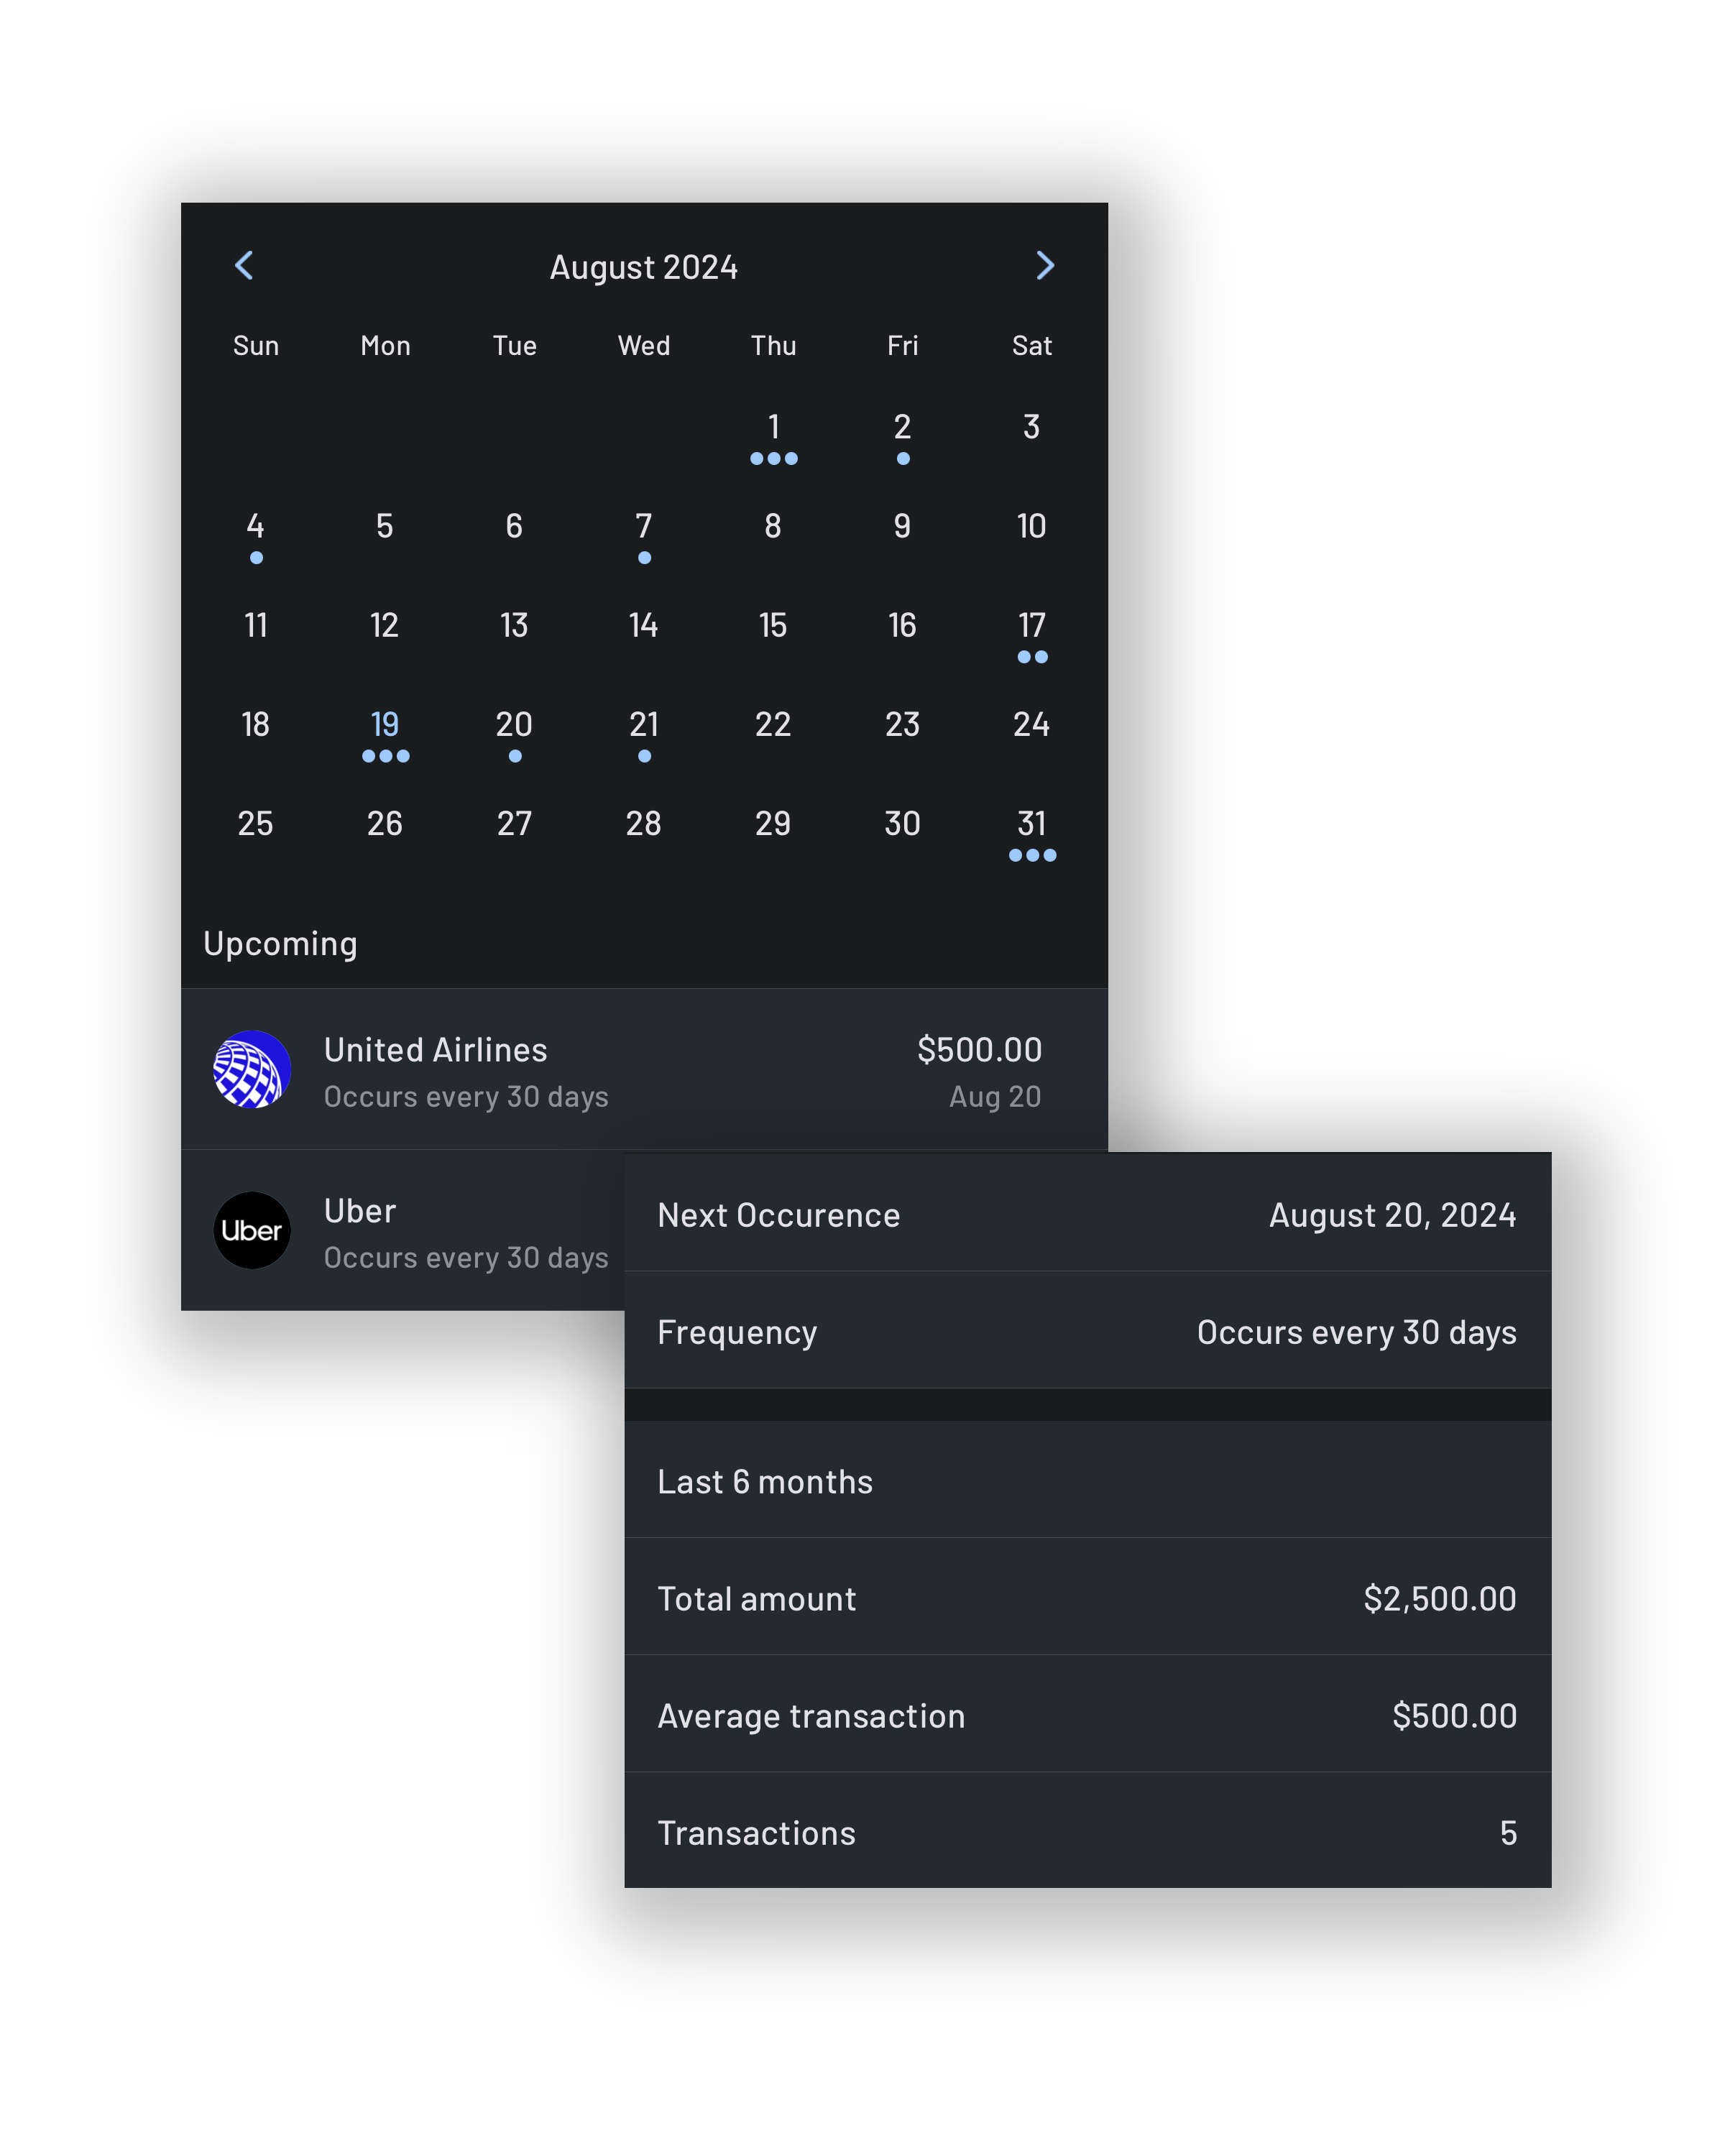 August 2024
Sun Mon Tue Wed Thu Fri Sat
1 2 3
4 5 6 7 8 9 10
11 12 13 14 15 16 17
18 19 20 21 22 23 24
25 26 27 28 29 30 31
Upcoming
United Airlines $500.00
Occurs every 30 days Aug 20
Uber
Uber
Occurs every 30 days
Next Occurence August 20, 2024
Frequency Occurs every 30 days
Last 6 months
Total amount $2,500.00
Average transaction $500.00
Transactions 5